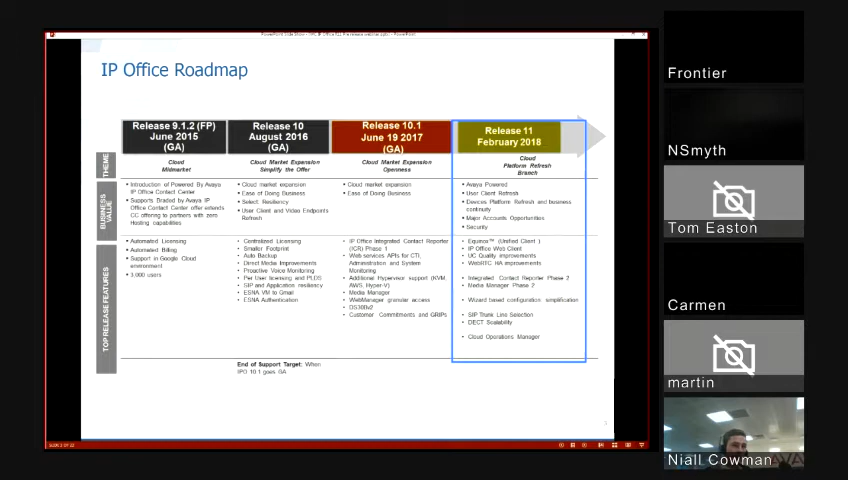 IP Office Roadmap
Release 9.1.2 (FP)
June 2015
(GA)
Release 10
August 2016
(GA)
Release 10.1
June 19 2017
(GA)
Release 11
February 2018
THEME
Cloud
Midmarket
Cloud Market Expansion
Simplify the Offer
Cloud Market Expansion
Openness
Cloud
Platform Refresh
Branch
BUSINESS
VALUE
Introduction of Powered By Avaya
IP Office Contact Center
Supports Braded by Avaya IP
Office Contact Center offer extends
CC offering to partners with zero
Hosting capabilities
Cloud market expansion
Ease of Doing Business
Select Resiliency
User Client and Video Endpoints
Refresh
Cloud market expansion
Ease of Doing Business
Avaya Powered
User Client Refresh
Devices Platform Refresh and business
continuity
Major Accounts Opportunities
Security
TOP RELEASE FEATURES
Automated Licensing
Automated Billing
Support in Google Cloud
environment
3,000 users
Centralized Licensing
Smaller Footprint
Auto Backup
Direct Media Improvements
Proactive Voice Monitoring
Per User licensing and PLDS
SIP and Application resiliency
ESNA VM to Gmail
ESNA Authentication
IP Office Integrated Contact Reporter
(ICR) Phase 1
Web services APIs for CTI,
Administration and System
Monitoring
Additional Hypervisor support (KVM,
AWS, Hyper-V)
Media Manager
WebManager granular access
DS300v2
Customer Commitments and GRIPs
Equinox™ (Unified Client )
IP Office Web Client
UC Quality improvements
WebRTC HA improvements
Integrated Contact Reporter Phase 2
Media Manager Phase 2
Wizard based configuration simplification
SIP Trunk Line Selection
DECT Scalability
Cloud Operations Manager
End of Support Target: When
IPO 10.1 goes GA
3
Frontier
NSmyth
Tom Easton
Carmen
martin
Niall Cowman